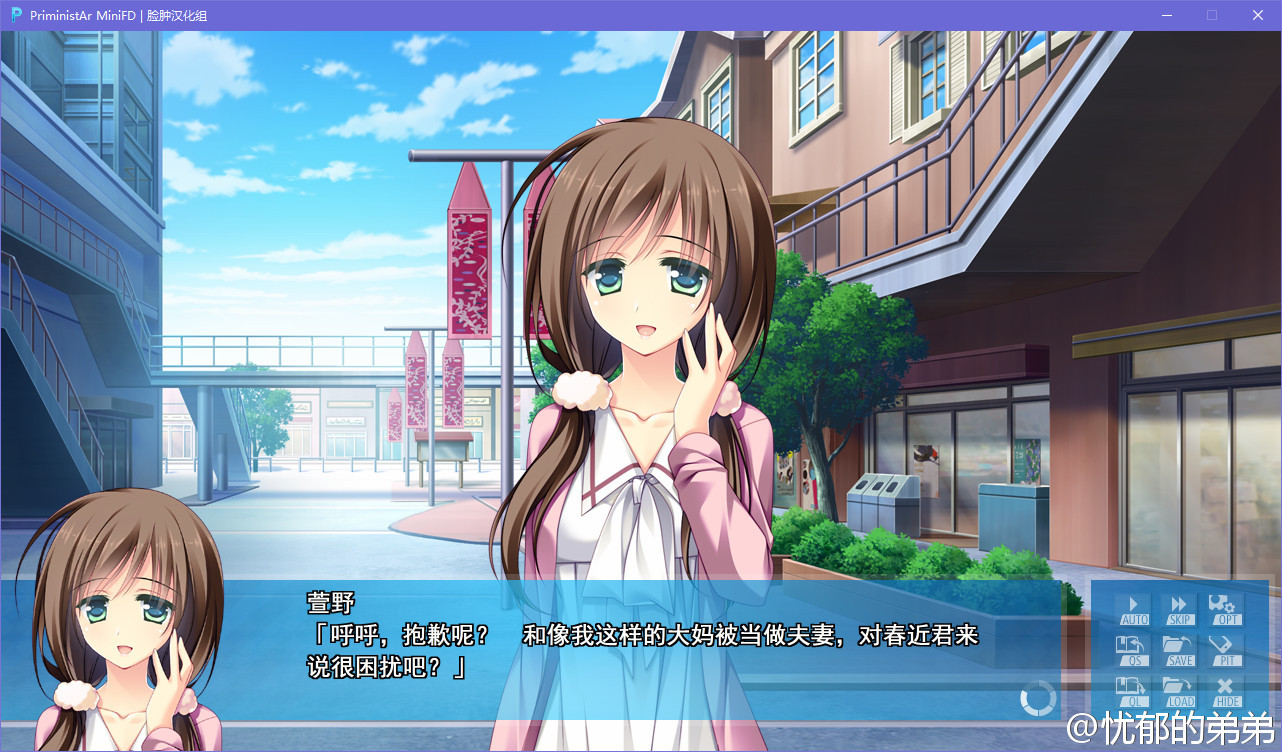 PriministAr MiniFD | 脸肿汉化组
萱野
「呼呼，抱歉呢？　和像我这样的大妈被当做夫妻，对春近君来
说很困扰吧？」
AUTO SKIP OPT
QS SAVE PIT
QL LOAD HIDE
@忧郁的弟弟